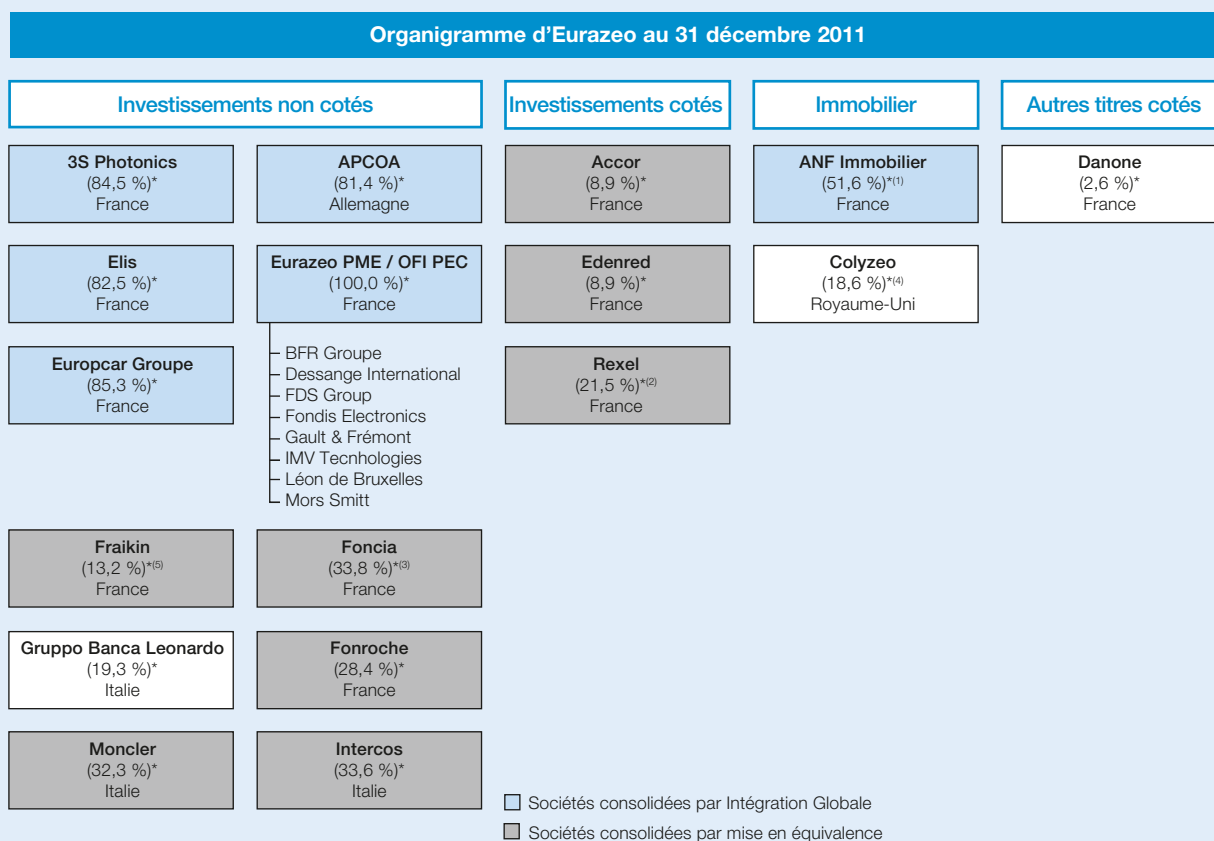 Organigramme d'Eurazeo au 31 décembre 2011
Investissements non cotés
3S Photonics
(84,5 %)*
France
APCOA
(81,4 %)*
Allemagne
Elis
(82,5 %)*
France
Eurazeo PME / OFI PEC
(100,0 %)*
France
BFR Groupe
Dessange International
FDS Group
Fondis Electronics
Gault & Frémont
IMV Tecnhologies
Léon de Bruxelles
Mors Smitt
Europcar Groupe
(85,3 %)*
France
Fraikin
(13,2 %)*(5)
France
Foncia
(33,8 %)*(3)
France
Gruppo Banca Leonardo
(19,3 %)*
Italie
Fonroche
(28,4 %)*
France
Moncler
(32,3 %)*
Italie
Intercos
(33,6 %)*
Italie
Investissements cotés
Accor
(8,9 %)*
France
Edenred
(8,9 %)*
France
Rexel
(21,5 %)*(2)
France
Immobilier
ANF Immobilier
(51,6 %)*(1)
France
Colyzeo
(18,6 %)*(4)
Royaume-Uni
Autres titres cotés
Danone
(2,6 %)*
France
Sociétés consolidées par Intégration Globale
Sociétés consolidées par mise en équivalence